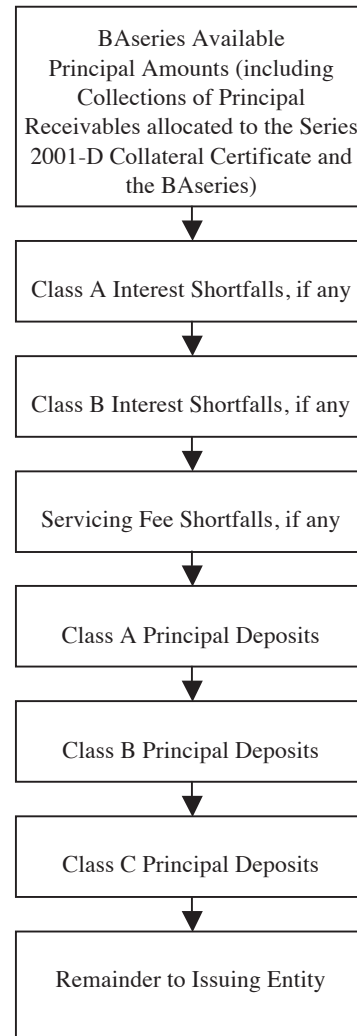 BAseries Available
Principal Amounts (including
Collections of Principal
Receivables allocated to the Series
2001-D Collateral Certificate and
the BAseries)
Class A Interest Shortfalls, if any
Class B Interest Shortfalls, if any
Servicing Fee Shortfalls, if any
Class A Principal Deposits
Class B Principal Deposits
Class C Principal Deposits
Remainder to Issuing Entity